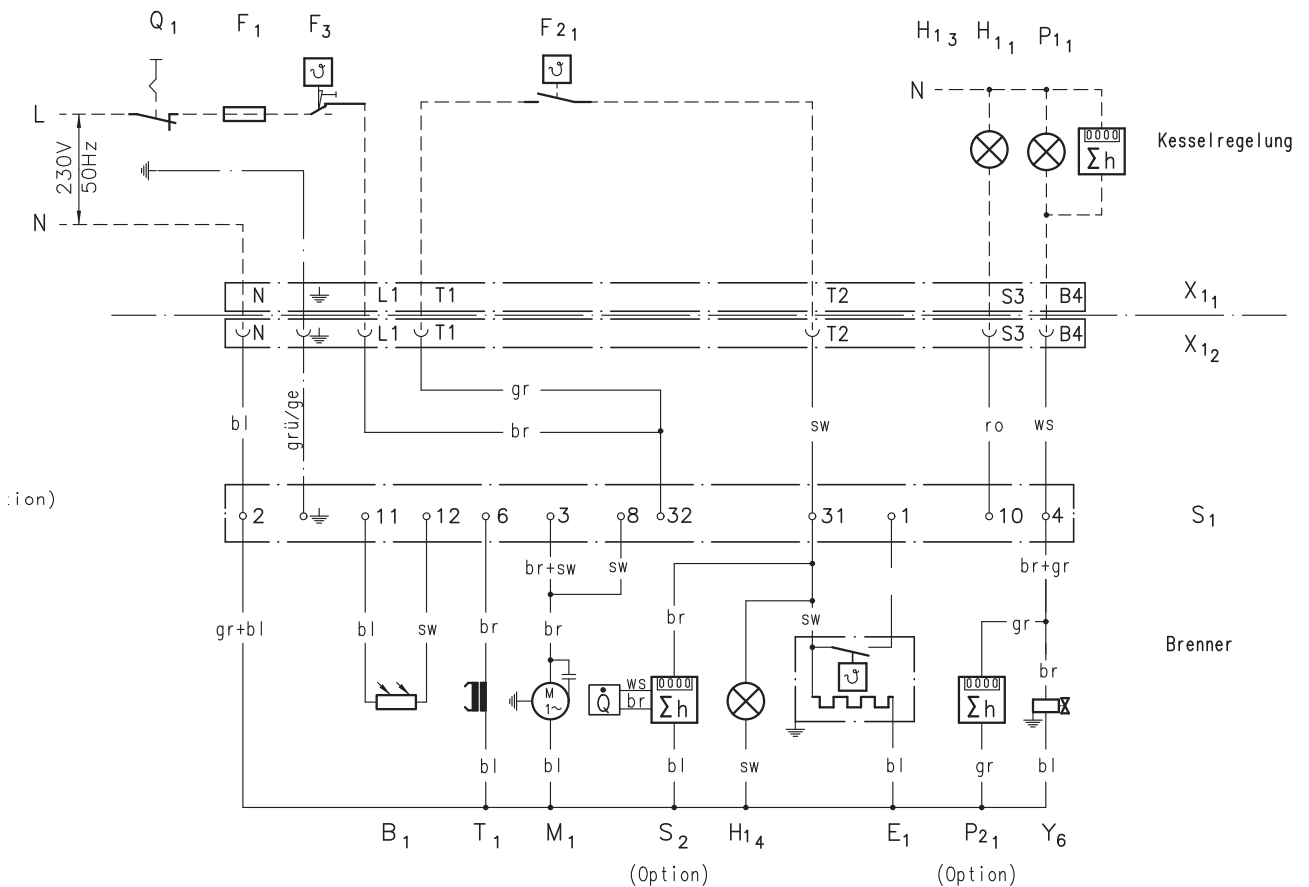 Q1 F1 F3 F21 H13 H11 P11
ϑ ϑ
N
L
0000
Σh
Kesselregelung
230V
50Hz
N
N L1 T1 T2 S3 B4 X11
N L1 T1 T2 S3 B4 X12
gr
bl grü/ge br sw ro ws
:ion)
2 11 12 6 3 8 32 31 1 10 4 S1
br+sw sw br+gr
gr+bl bl sw br br br sw gr
Brenner
br
ϑ
M
1~
Q
ws
br
0000
Σh
0000
Σh
bl bl bl sw bl gr bl
B1 T1 M1 S2 H14 E1 P21 Y6
(Option) (Option)